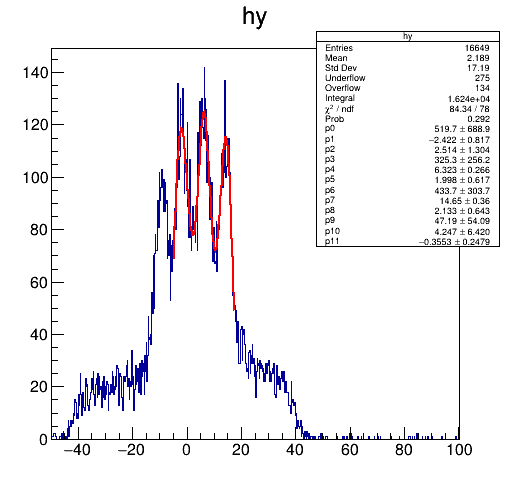 hy
hy
Entries 16649
Mean 2.189
Std Dev 17.19
Underflow 275
Overflow 134
Integral 1.624e+04
χ² / ndf 84.34 / 78
Prob 0.292
p0 519.7 ± 688.9
p1 −2.422 ± 0.817
p2 2.514 ± 1.304
p3 325.3 ± 256.2
p4 6.323 ± 0.266
p5 1.998 ± 0.617
p6 433.7 ± 303.7
p7 14.65 ± 0.36
p8 2.133 ± 0.643
p9 47.19 ± 54.09
p10 4.247 ± 6.420
p11 −0.3553 ± 0.2479
140
120
100
80
60
40
20
0
−40 −20 0 20 40 60 80 100